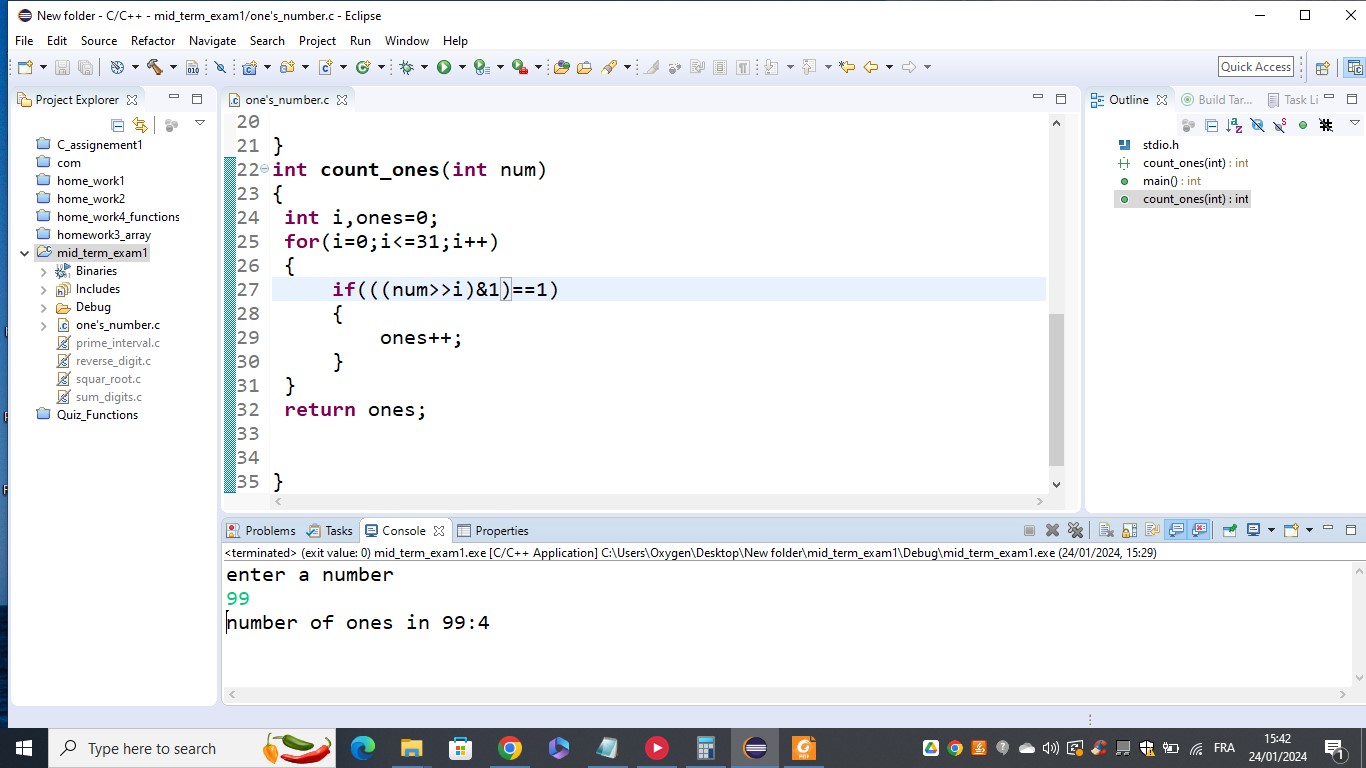 New folder - C/C++ - mid_term_exam1/one's_number.c - Eclipse
File Edit Source Refactor Navigate Search Project Run Window Help
Quick Access
Project Explorer
C_assignement1
com
home_work1
home_work2
home_work4_functions
homework3_array
mid_term_exam1
Binaries
Includes
Debug
one's_number.c
prime_interval.c
reverse_digit.c
squar_root.c
sum_digits.c
Quiz_Functions
one's_number.c
20
21 }
22 int count_ones(int num)
23 {
24 int i,ones=0;
25 for(i=0;i<=31;i++)
26 {
27 if(((num>>i)&1)==1)
28 {
29 ones++;
30 }
31 }
32 return ones;
33
34
35 }
Outline Build Tar... Task Li
stdio.h
count_ones(int) : int
main() : int
count_ones(int) : int
Problems Tasks Console Properties
<terminated> (exit value: 0) mid_term_exam1.exe [C/C++ Application] C:\Users\Oxygen\Desktop\New folder\mid_term_exam1\Debug\mid_term_exam1.exe (24/01/2024, 15:29)
enter a number
99
number of ones in 99:4
Type here to search
FRA
15:42
24/01/2024
1